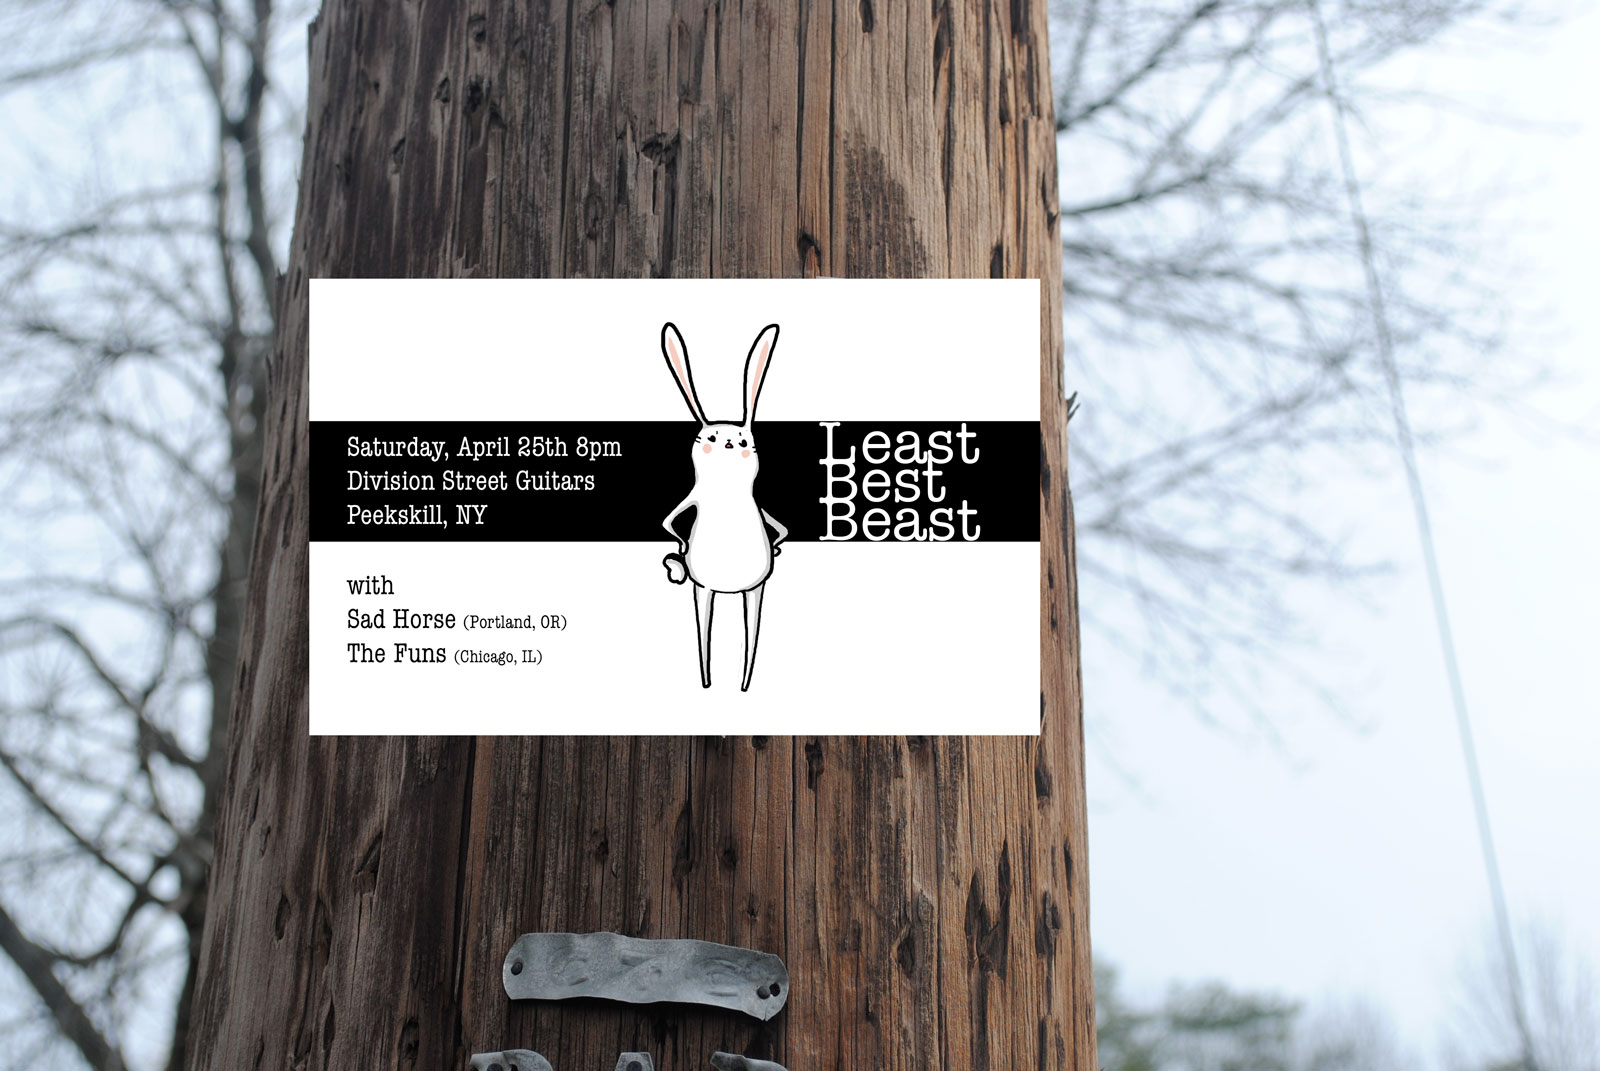 Saturday, April 25th 8pm
Division Street Guitars
Peekskill, NY
Least
Best
Beast
with
Sad Horse (Portland, OR)
The Funs (Chicago, IL)